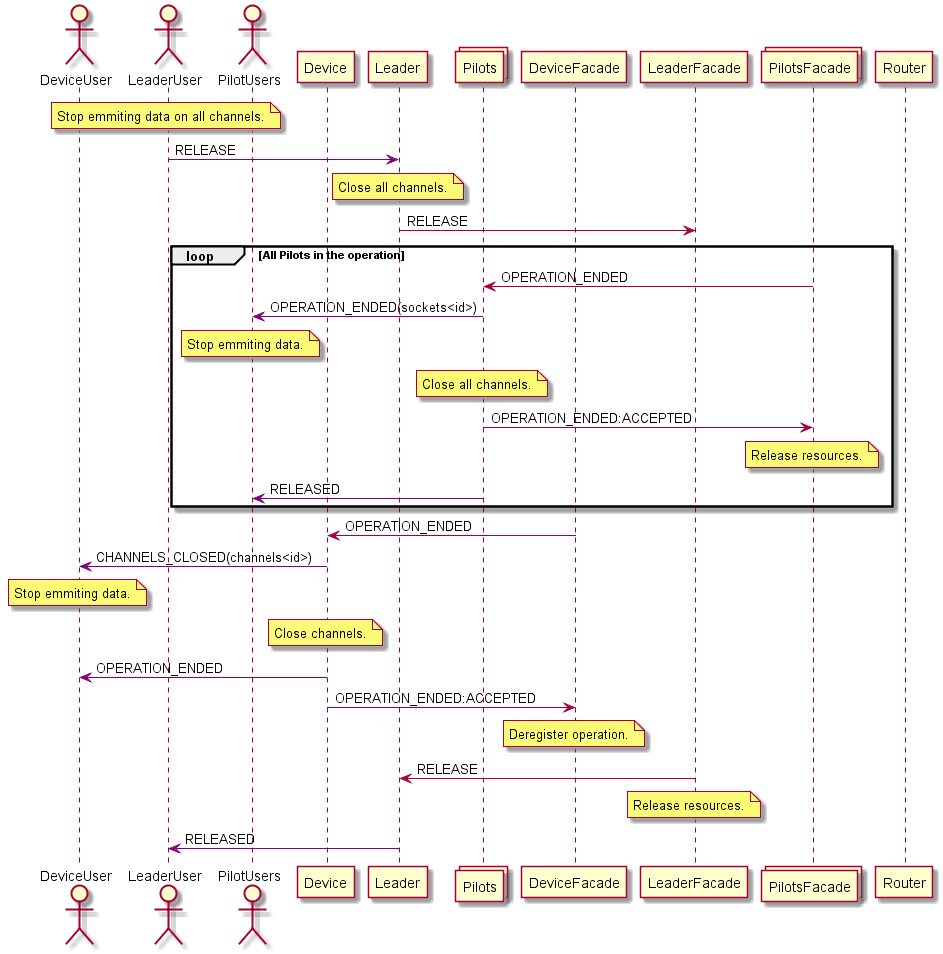 DeviceUser
LeaderUser
PilotUsers
Device
Leader
Pilots
DeviceFacade
LeaderFacade
PilotsFacade
Router
Stop emmiting data on all channels.
RELEASE
Close all channels.
RELEASE
loop
[All Pilots in the operation]
OPERATION_ENDED
OPERATION_ENDED(sockets<id>)
Stop emmiting data.
Close all channels.
OPERATION_ENDED:ACCEPTED
Release resources.
RELEASED
OPERATION_ENDED
CHANNELS_CLOSED(channels<id>)
Stop emmiting data.
Close channels.
OPERATION_ENDED
OPERATION_ENDED:ACCEPTED
Deregister operation.
RELEASE
Release resources.
RELEASED
DeviceUser
LeaderUser
PilotUsers
Device
Leader
Pilots
DeviceFacade
LeaderFacade
PilotsFacade
Router